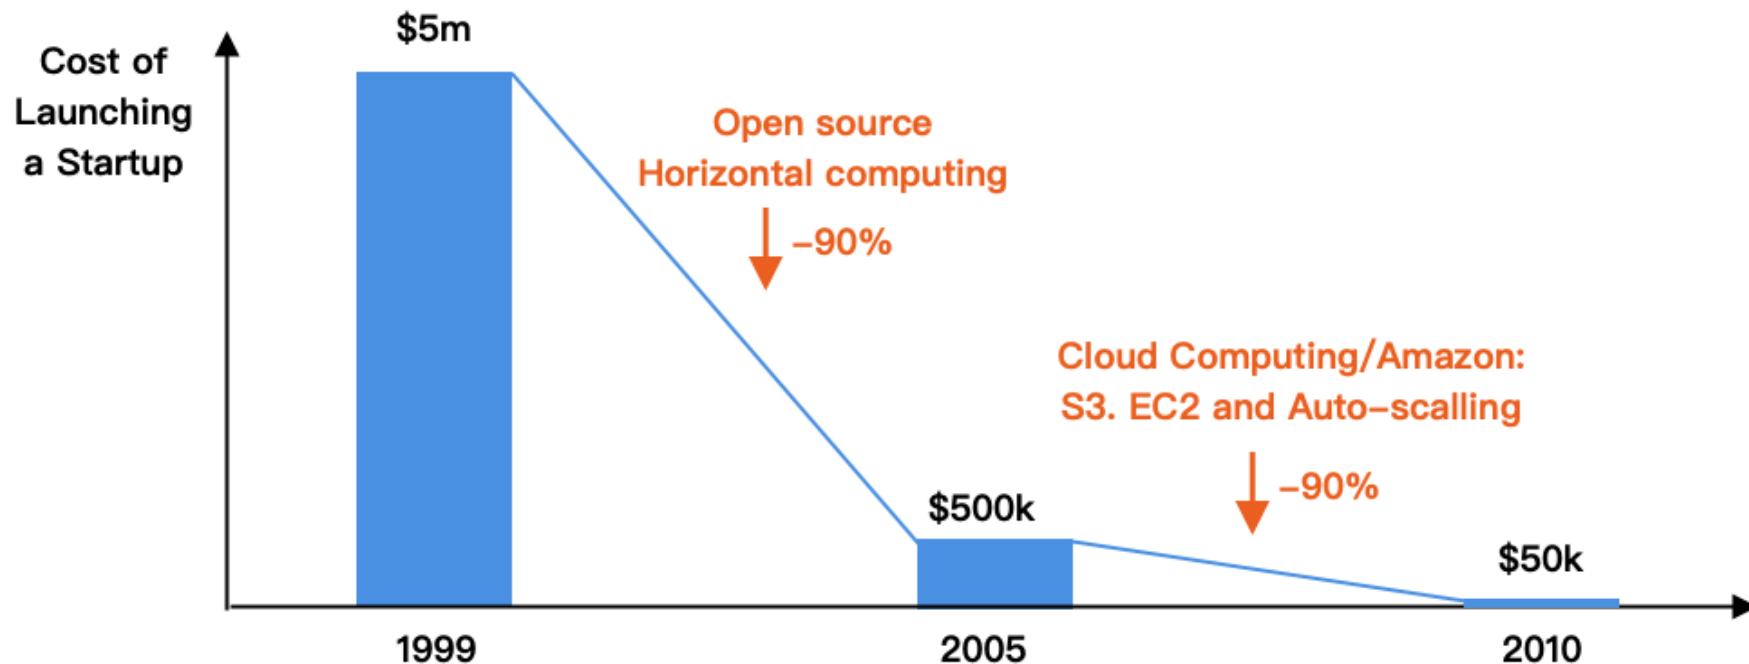 $5m
Cost of
Launching
a Startup
Open source
Horizontal computing
–90%
Cloud Computing/Amazon:
S3. EC2 and Auto–scalling
–90%
$500k
$50k
1999
2005
2010